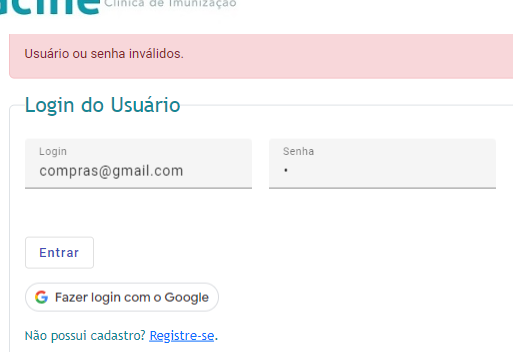 Clínica de Imunização
Usuário ou senha inválidos.
Login do Usuário
Login
compras@gmail.com
Senha
Entrar
Fazer login com o Google
Não possui cadastro? Registre-se.